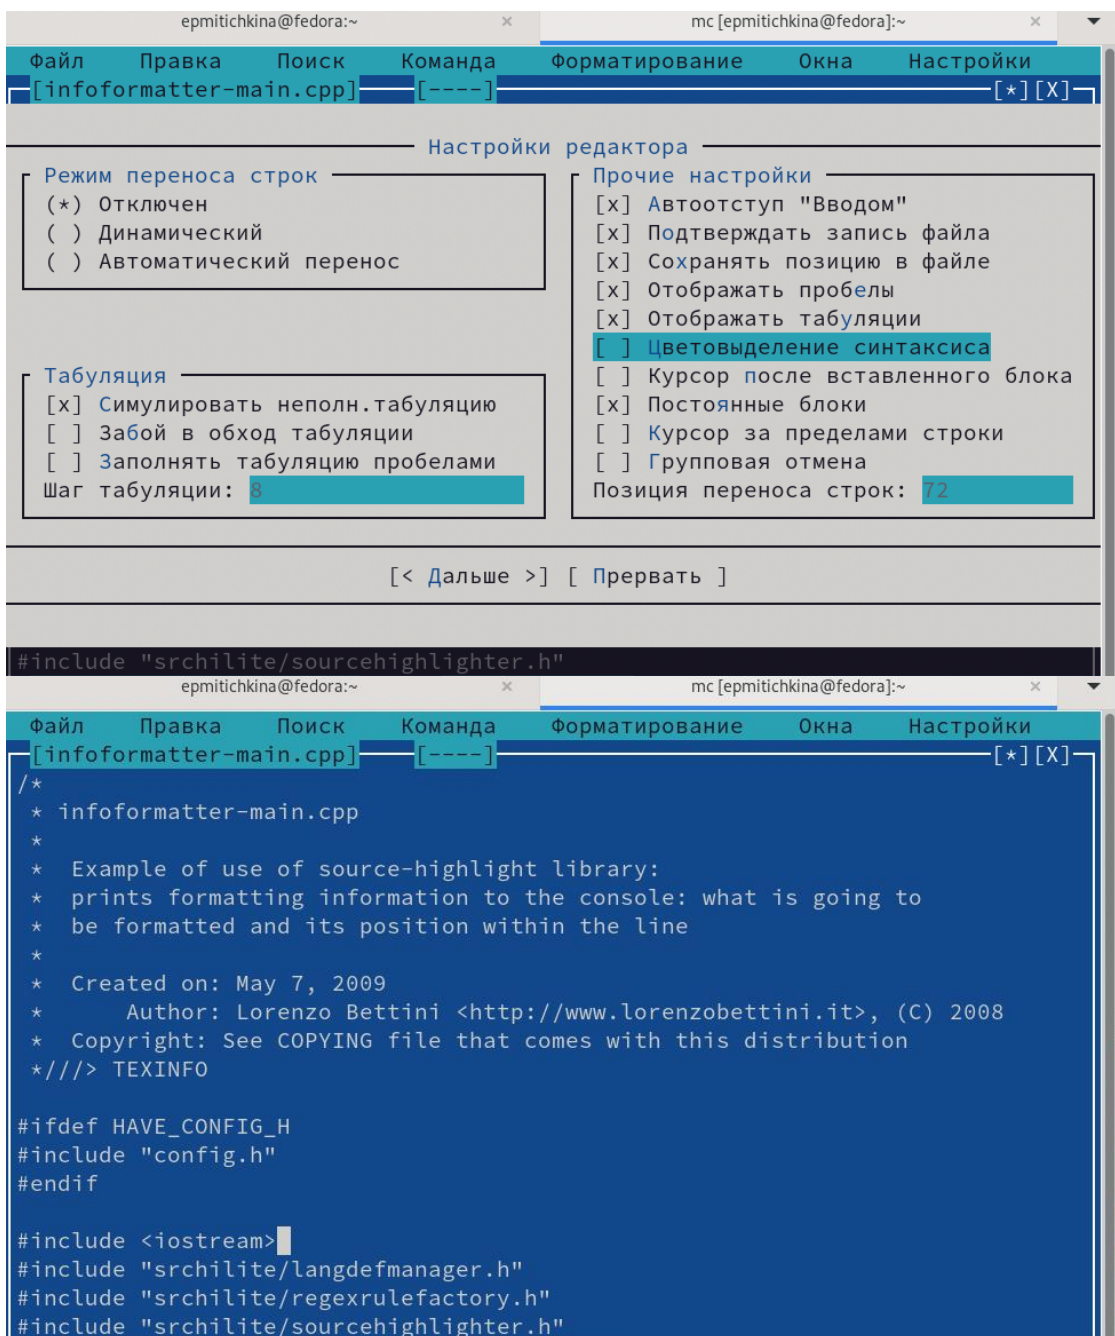 epmitichkina@fedora:~ × mc [epmitichkina@fedora]:~ ×
Файл Правка Поиск Команда Форматирование Окна Настройки
[infoformatter-main.cpp] [----] [*][X]
Настройки редактора
Режим переноса строк
(*) Отключен
( ) Динамический
( ) Автоматический перенос
Прочие настройки
[x] Автоотступ "Вводом"
[x] Подтверждать запись файла
[x] Сохранять позицию в файле
[x] Отображать пробелы
[x] Отображать табуляции
[ ] Цветовыделение синтаксиса
[ ] Курсор после вставленного блока
[x] Постоянные блоки
[ ] Курсор за пределами строки
[ ] Групповая отмена
Позиция переноса строк: 72
Табуляция
[x] Симулировать неполн.табуляцию
[ ] Забой в обход табуляции
[ ] Заполнять табуляцию пробелами
Шаг табуляции: 8
[< Дальше >] [ Прервать ]
#include "srchilite/sourcehighlighter.h"
epmitichkina@fedora:~ × mc [epmitichkina@fedora]:~ ×
Файл Правка Поиск Команда Форматирование Окна Настройки
[infoformatter-main.cpp] [----] [*][X]
/*
* infoformatter-main.cpp
*
* Example of use of source-highlight library:
* prints formatting information to the console: what is going to
* be formatted and its position within the line
*
* Created on: May 7, 2009
* Author: Lorenzo Bettini <http://www.lorenzobettini.it>, (C) 2008
* Copyright: See COPYING file that comes with this distribution
*///> TEXINFO
#ifdef HAVE_CONFIG_H
#include "config.h"
#endif
#include <iostream>
#include "srchilite/langdefmanager.h"
#include "srchilite/regexrulefactory.h"
#include "srchilite/sourcehighlighter.h"